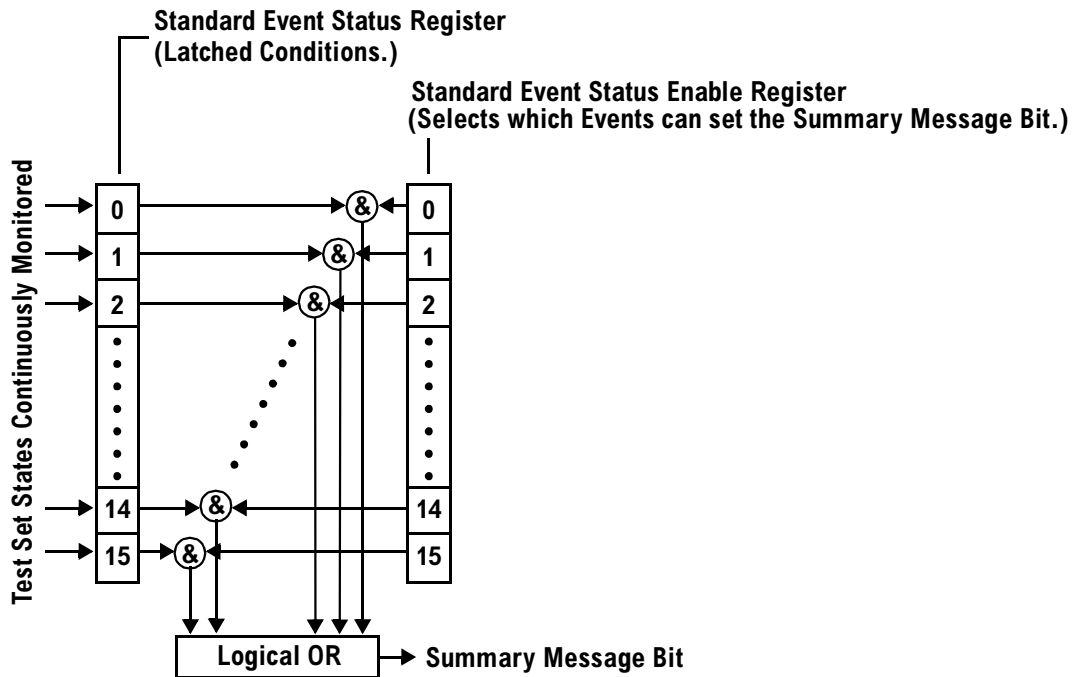 Standard Event Status Register
(Latched Conditions.)
Standard Event Status Enable Register
(Selects which Events can set the Summary Message Bit.)
Test Set States Continuously Monitored
0 & 0
1 & 1
2 & 2
14 & 14
15 & 15
Logical OR
Summary Message Bit